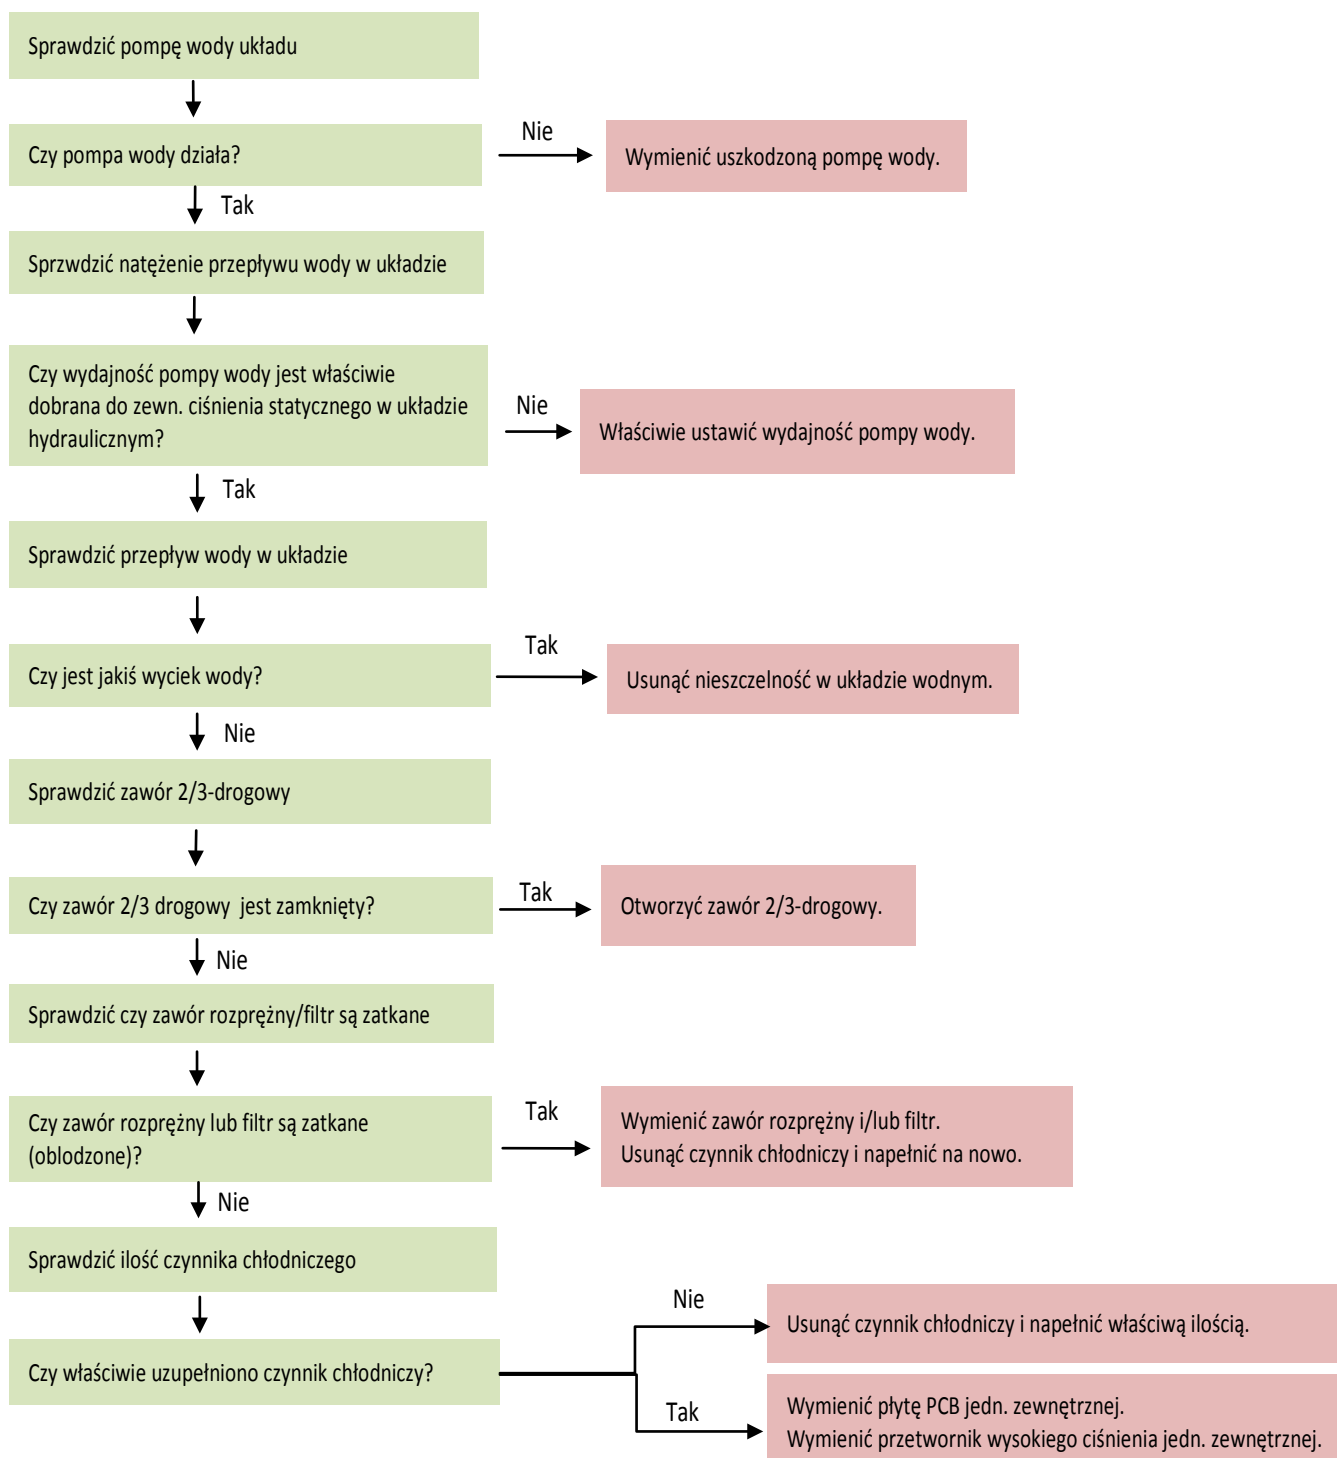 Sprawdzić pompę wody układu
Czy pompa wody działa?
Nie
Wymienić uszkodzoną pompę wody.
Tak
Sprzwdzić natężenie przepływu wody w układzie
Czy wydajność pompy wody jest właściwie
dobrana do zewn. ciśnienia statycznego w układzie
hydraulicznym?
Nie
Właściwie ustawić wydajność pompy wody.
Tak
Sprawdzić przepływ wody w układzie
Czy jest jakiś wyciek wody?
Tak
Usunąć nieszczelność w układzie wodnym.
Nie
Sprawdzić zawór 2/3-drogowy
Czy zawór 2/3 drogowy jest zamknięty?
Tak
Otworzyć zawór 2/3-drogowy.
Nie
Sprawdzić czy zawór rozprężny/filtr są zatkane
Czy zawór rozprężny lub filtr są zatkane
(oblodzone)?
Tak
Wymienić zawór rozprężny i/lub filtr.
Usunąć czynnik chłodniczy i napełnić na nowo.
Nie
Sprawdzić ilość czynnika chłodniczego
Czy właściwie uzupełniono czynnik chłodniczy?
Nie
Usunąć czynnik chłodniczy i napełnić właściwą ilością.
Tak
Wymienić płytę PCB jedn. zewnętrznej.
Wymienić przetwornik wysokiego ciśnienia jedn. zewnętrznej.